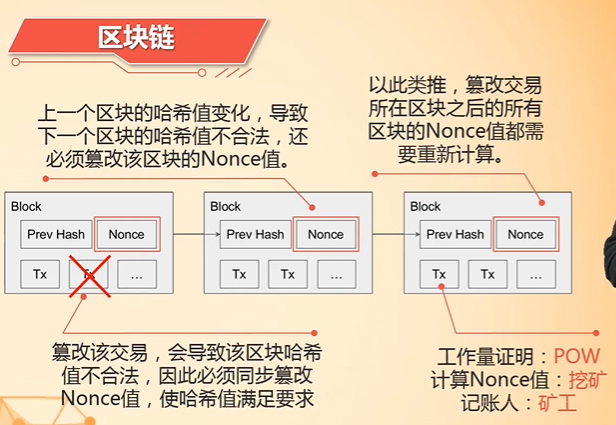 区块链
上一个区块的哈希值变化，导致
下一个区块的哈希值不合法，还
必须篡改该区块的Nonce值。
以此类推，篡改交易
所在区块之后的所有
区块的Nonce值都需
要重新计算。
Block
Prev Hash
Nonce
Tx
Tx
...
Block
Prev Hash
Nonce
Tx
Tx
...
Block
Prev Hash
Nonce
Tx
Tx
...
篡改该交易，会导致该区块哈希
值不合法，因此必须同步篡改
Nonce值，使哈希值满足要求
工作量证明：POW
计算Nonce值：挖矿
记账人：矿工